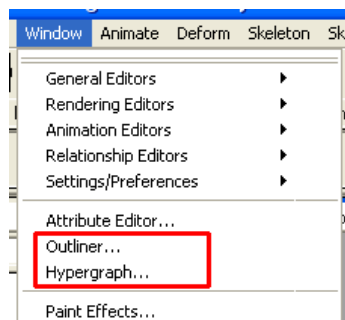 Window Animate Deform Skeleton Sk
General Editors
Rendering Editors
Animation Editors
Relationship Editors
Settings/Preferences
Attribute Editor...
Outliner...
Hypergraph...
Paint Effects...